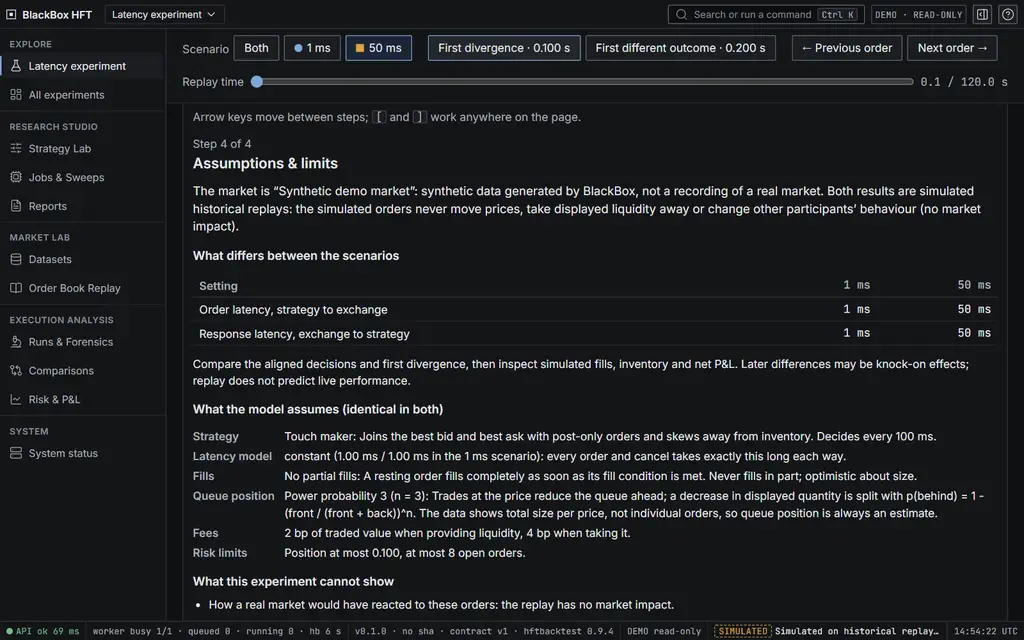 BlackBox HFT
Latency experiment
Search or run a command
Ctrl K
DEMO · READ-ONLY
EXPLORE
Latency experiment
All experiments
RESEARCH STUDIO
Strategy Lab
Jobs & Sweeps
Reports
MARKET LAB
Datasets
Order Book Replay
EXECUTION ANALYSIS
Runs & Forensics
Comparisons
Risk & P&L
SYSTEM
System status
Scenario
Both
1 ms
50 ms
First divergence · 0.100 s
First different outcome · 0.200 s
← Previous order
Next order →
Replay time
0.1 / 120.0 s
Arrow keys move between steps; [ and ] work anywhere on the page.
Step 4 of 4
Assumptions & limits
The market is “Synthetic demo market”: synthetic data generated by BlackBox, not a recording of a real market. Both results are simulated
historical replays: the simulated orders never move prices, take displayed liquidity away or change other participants’ behaviour (no market
impact).
What differs between the scenarios
Setting 1 ms 50 ms
Order latency, strategy to exchange 1 ms 50 ms
Response latency, exchange to strategy 1 ms 50 ms
Compare the aligned decisions and first divergence, then inspect simulated fills, inventory and net P&L. Later differences may be knock-on effects;
replay does not predict live performance.
What the model assumes (identical in both)
Strategy Touch maker: Joins the best bid and best ask with post-only orders and skews away from inventory. Decides every 100 ms.
Latency model constant (1.00 ms / 1.00 ms in the 1 ms scenario): every order and cancel takes exactly this long each way.
Fills No partial fills: A resting order fills completely as soon as its fill condition is met. Never fills in part; optimistic about size.
Queue position Power probability 3 (n = 3): Trades at the price reduce the queue ahead; a decrease in displayed quantity is split with p(behind) = 1 -
(front / (front + back))^n. The data shows total size per price, not individual orders, so queue position is always an estimate.
Fees 2 bp of traded value when providing liquidity, 4 bp when taking it.
Risk limits Position at most 0.100, at most 8 open orders.
What this experiment cannot show
• How a real market would have reacted to these orders: the replay has no market impact.
API ok 69 ms
worker busy 1/1 · queued 0 · running 0 · hb 6 s
v0.1.0 · no sha · contract v1 · hftbacktest 0.9.4
DEMO read-only
SIMULATED Simulated on historical replay…
14:54:22 UTC